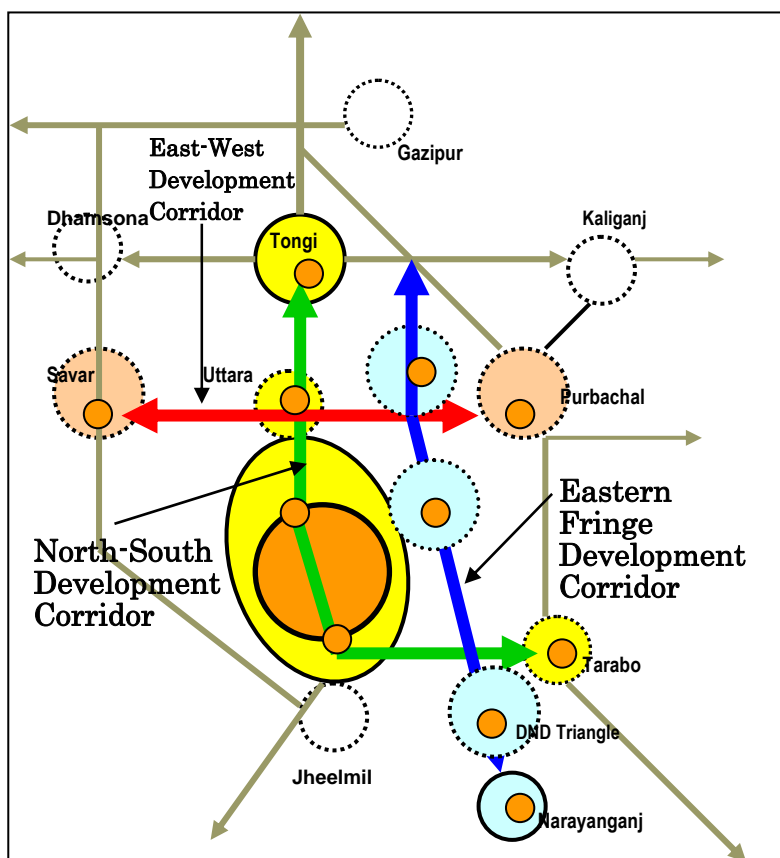 Gazipur
East-West
Development
Corridor
Dhamsona
Kaliganj
Tongi
Savar
Uttara
Purbachal
Eastern
Fringe
Development
Corridor
North-South
Development
Corridor
Tarabo
DND Triangle
Jheelmil
Narayanganj